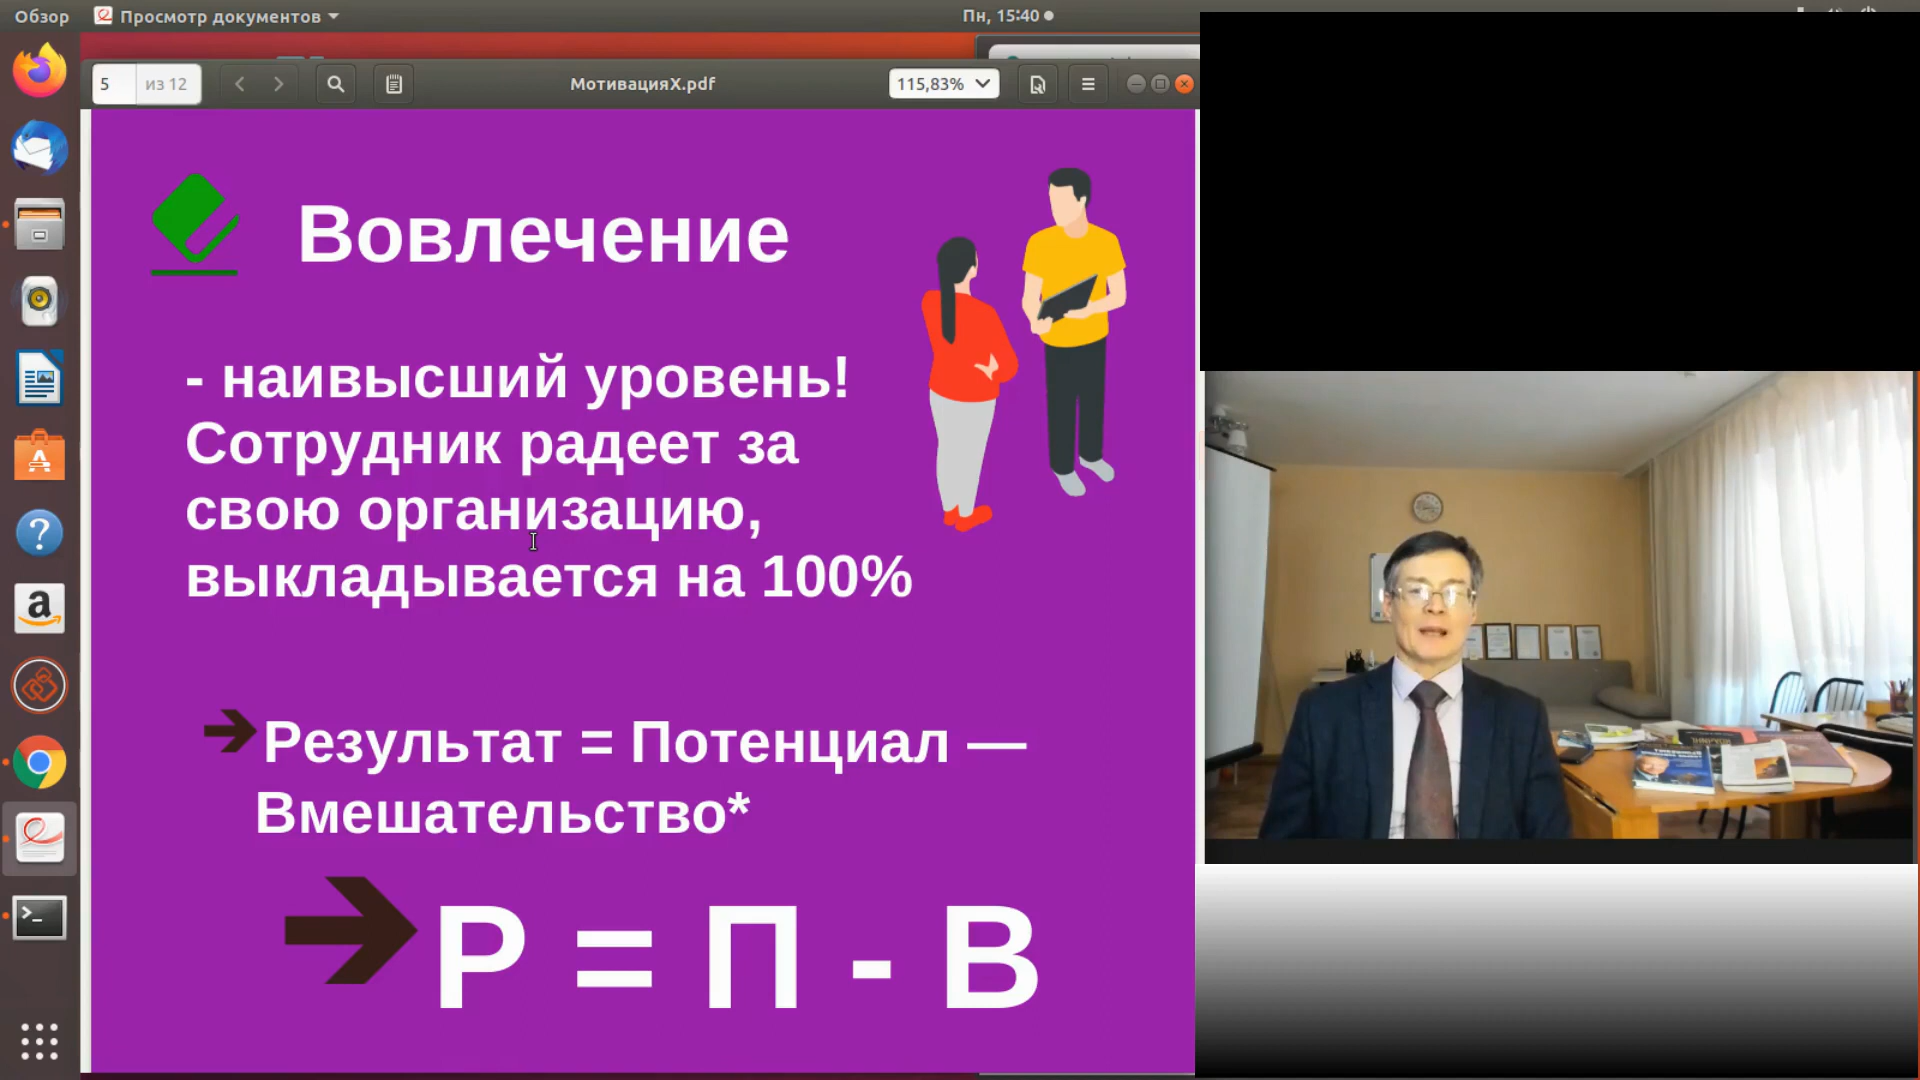 Обзор
Просмотр документов
Пн, 15:40
5
из 12
МотивацияX.pdf
115,83%
Вовлечение
- наивысший уровень!
Сотрудник радеет за
свою организацию,
выкладывается на 100%
Результат = Потенциал —
Вмешательство*
Р = П - В